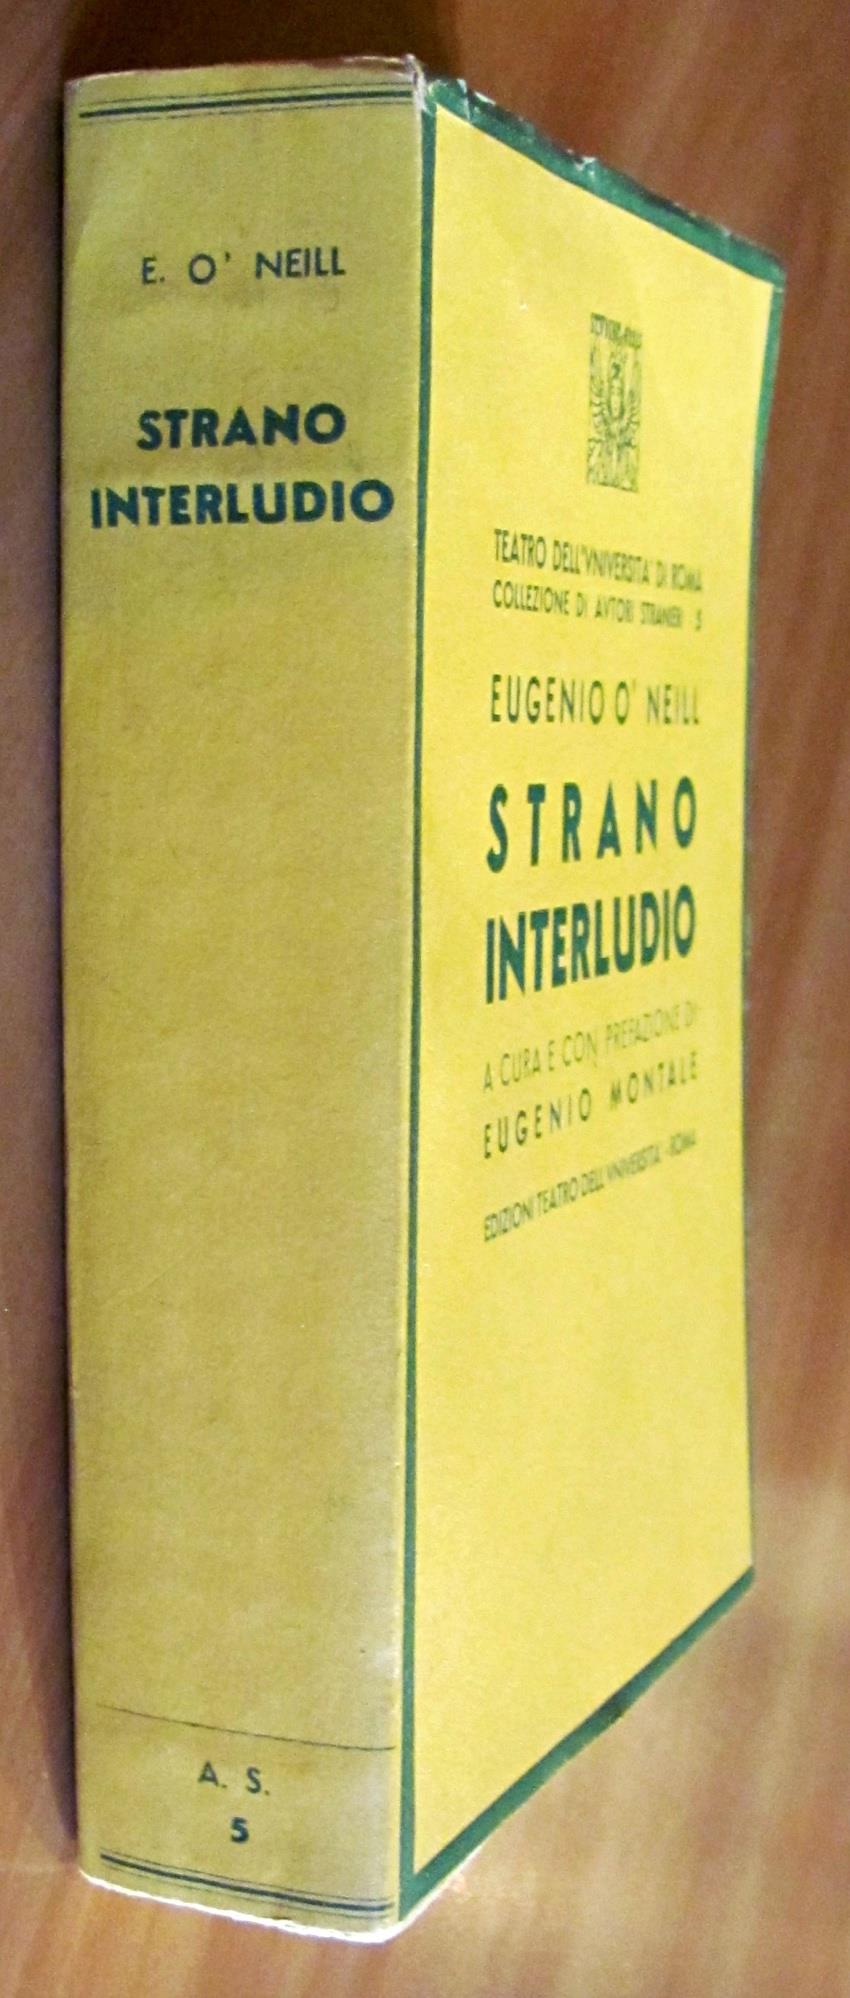 E. O' NEILL
STRANO
INTERLUDIO
A. S.
5
TEATRO DELL'VNIVERSITA' DI ROMA
COLLEZIONE DI AVTORI STRANIERI - 5
EUGENIO O' NEILL
STRANO
INTERLUDIO
A CURA E CON PREFAZIONE DI
EUGENIO MONTALE
EDIZIONI TEATRO DELL'VNIVERSITA' - ROMA